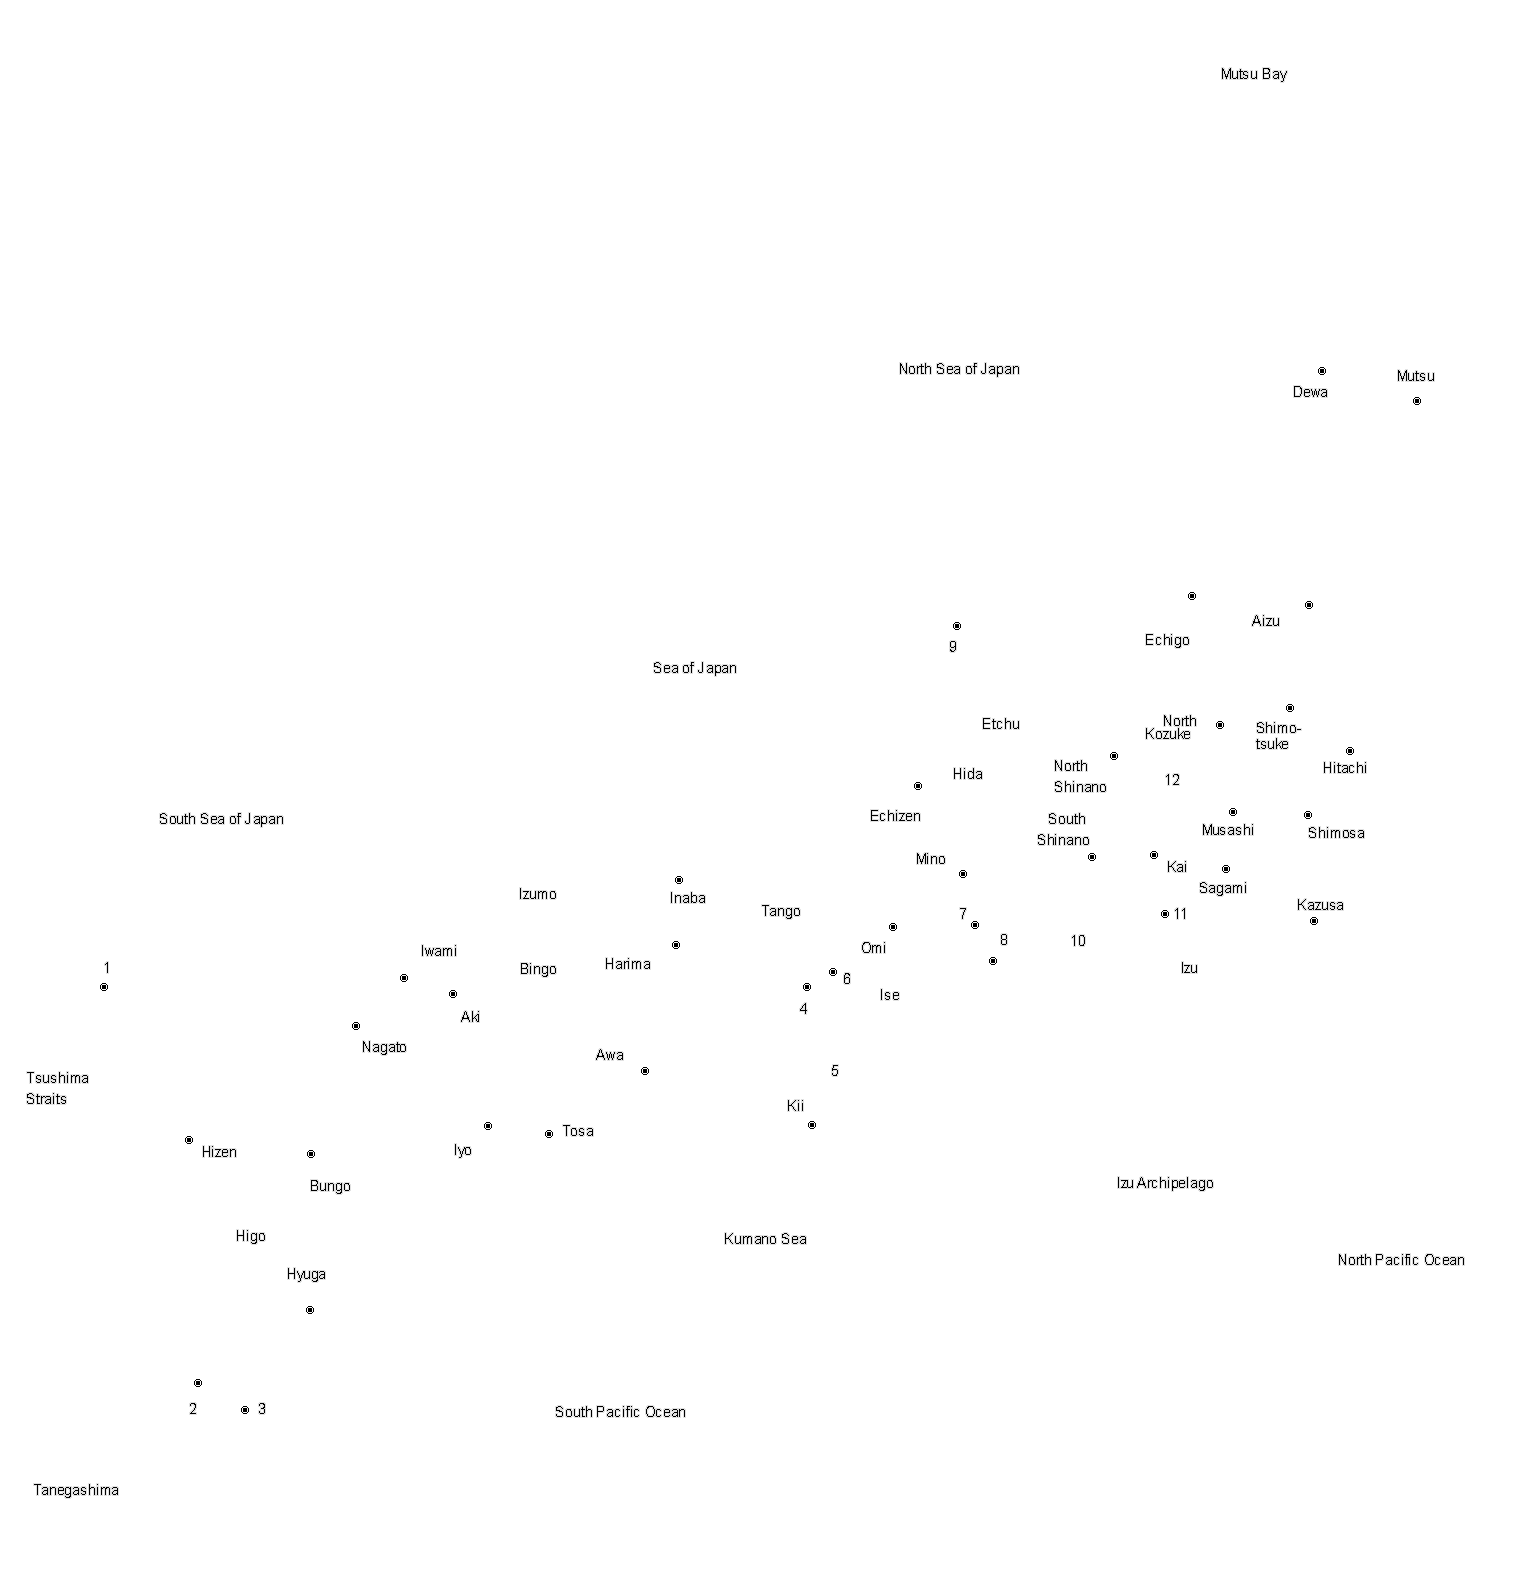 Mutsu Bay
North Sea of Japan
Mutsu
Dewa
Aizu
Echigo
9
Sea of Japan
Etchu
North
Kozuke
Shimo-
tsuke
North
Shinano
Hida
12
Hitachi
Echizen
South Sea of Japan
South
Shinano
Musashi
Shimosa
Mino
Kai
Sagami
Izumo
Inaba
Tango
7
11
Kazusa
8
10
Omi
Iwami
Harima
Bingo
1
Izu
6
Ise
4
Aki
Nagato
Awa
5
Tsushima
Straits
Kii
Tosa
Iyo
Hizen
Bungo
Izu Archipelago
Higo
Kumano Sea
North Pacific Ocean
Hyuga
2
3
South Pacific Ocean
Tanegashima